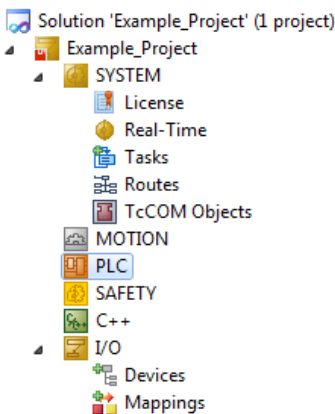 Solution 'Example_Project' (1 project)
Example_Project
SYSTEM
License
Real-Time
Tasks
Routes
TcCOM Objects
MOTION
PLC
SAFETY
C++
I/O
Devices
Mappings